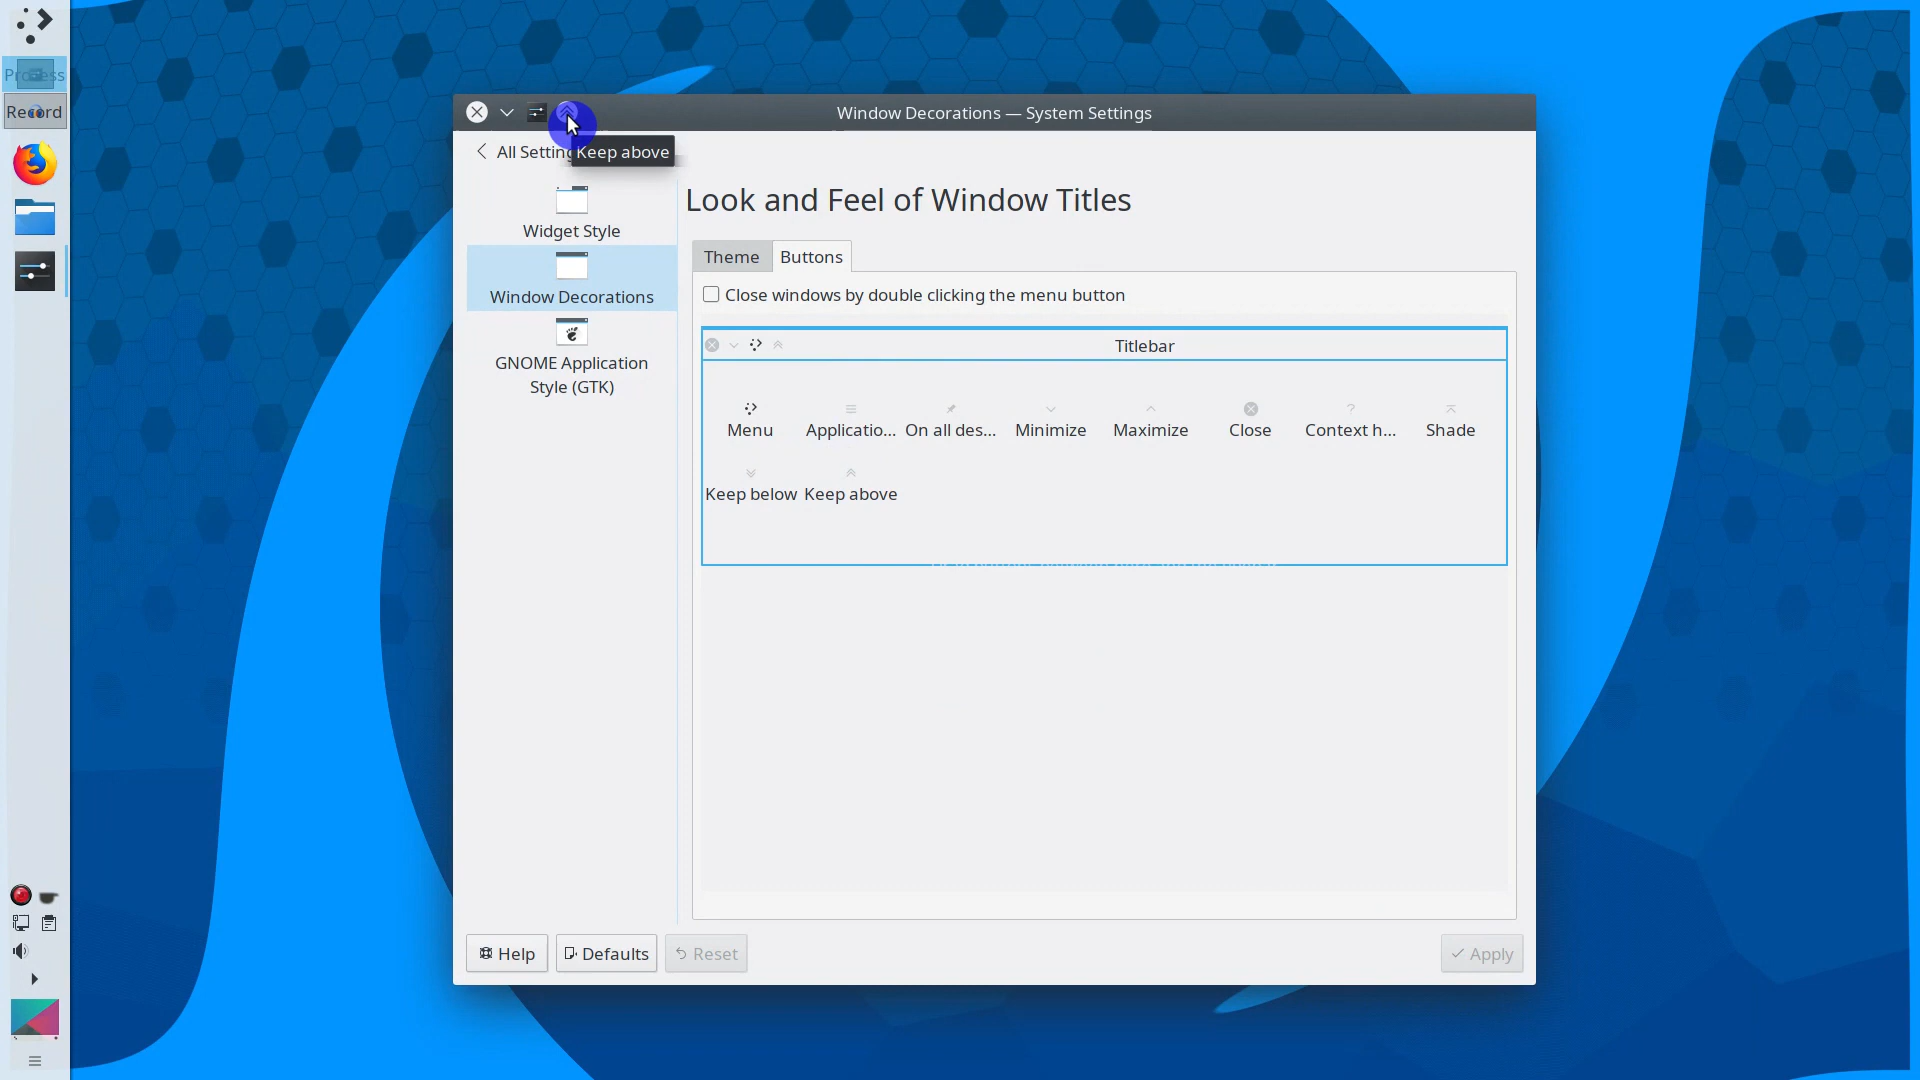 Process
Record
Window Decorations — System Settings
All Setting
Keep above
Widget Style
Window Decorations
GNOME Application
Style (GTK)
Look and Feel of Window Titles
Theme
Buttons
Close windows by double clicking the menu button
Titlebar
Menu
Applicatio...
On all des...
Minimize
Maximize
Close
Context h...
Shade
Keep below
Keep above
Help
Defaults
Reset
Apply